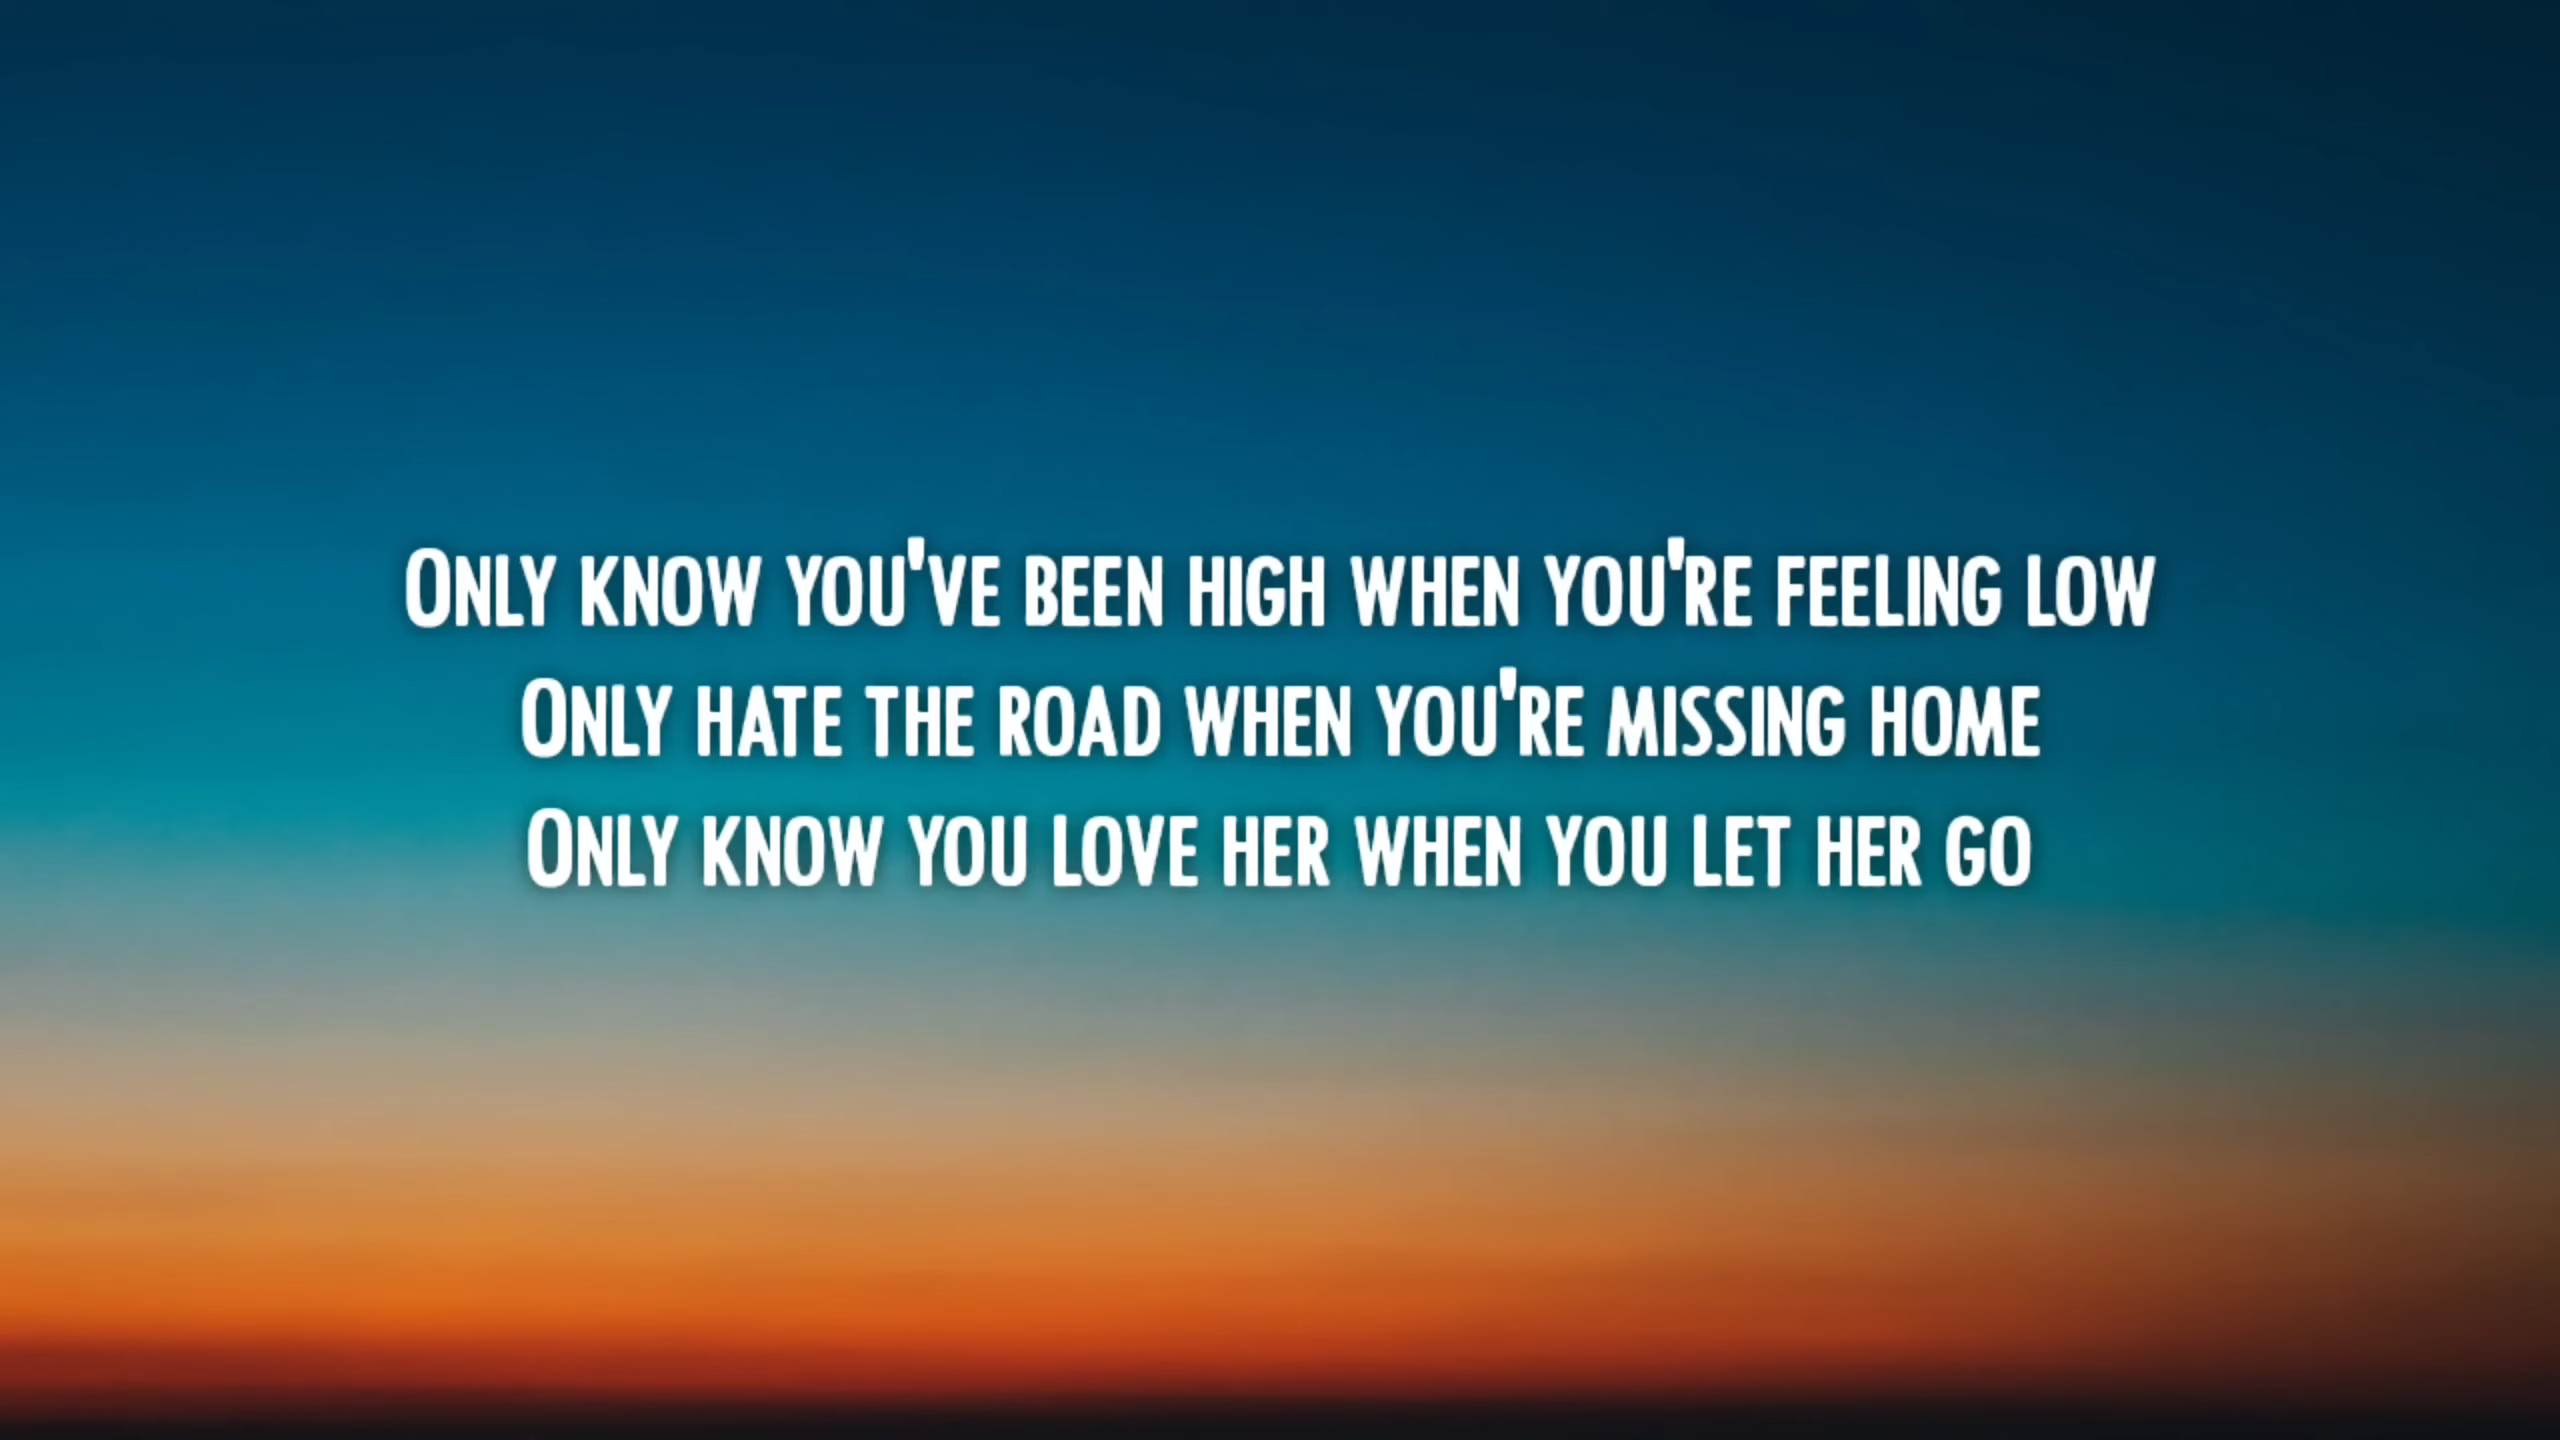 Only know you've been high when you're feeling low
Only hate the road when you're missing home
Only know you love her when you let her go